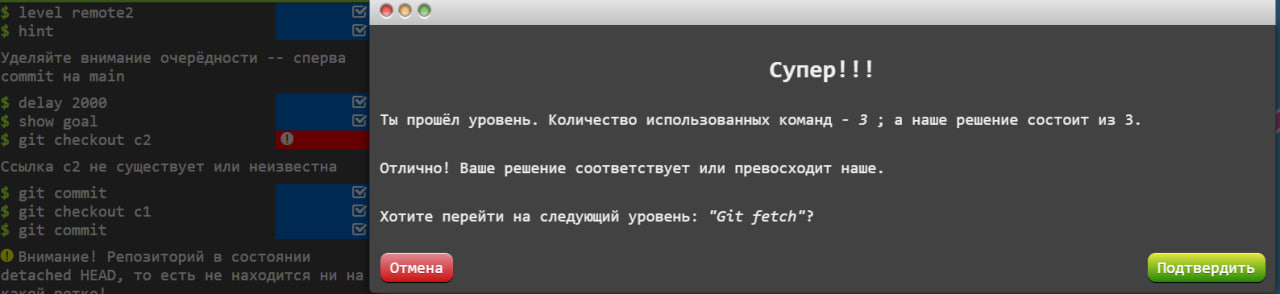 $ level remote2
$ hint
Уделяйте внимание очерёдности -- сперва
commit на main
$ delay 2000
$ show goal
$ git checkout c2
Ссылка c2 не существует или неизвестна
$ git commit
$ git checkout c1
$ git commit
Внимание! Репозиторий в состоянии
detached HEAD, то есть не находится ни на
какой ветке!
Супер!!!
Ты прошёл уровень. Количество использованных команд - 3 ; а наше решение состоит из 3.
Отлично! Ваше решение соответствует или превосходит наше.
Хотите перейти на следующий уровень: "Git fetch"?
Отмена
Подтвердить